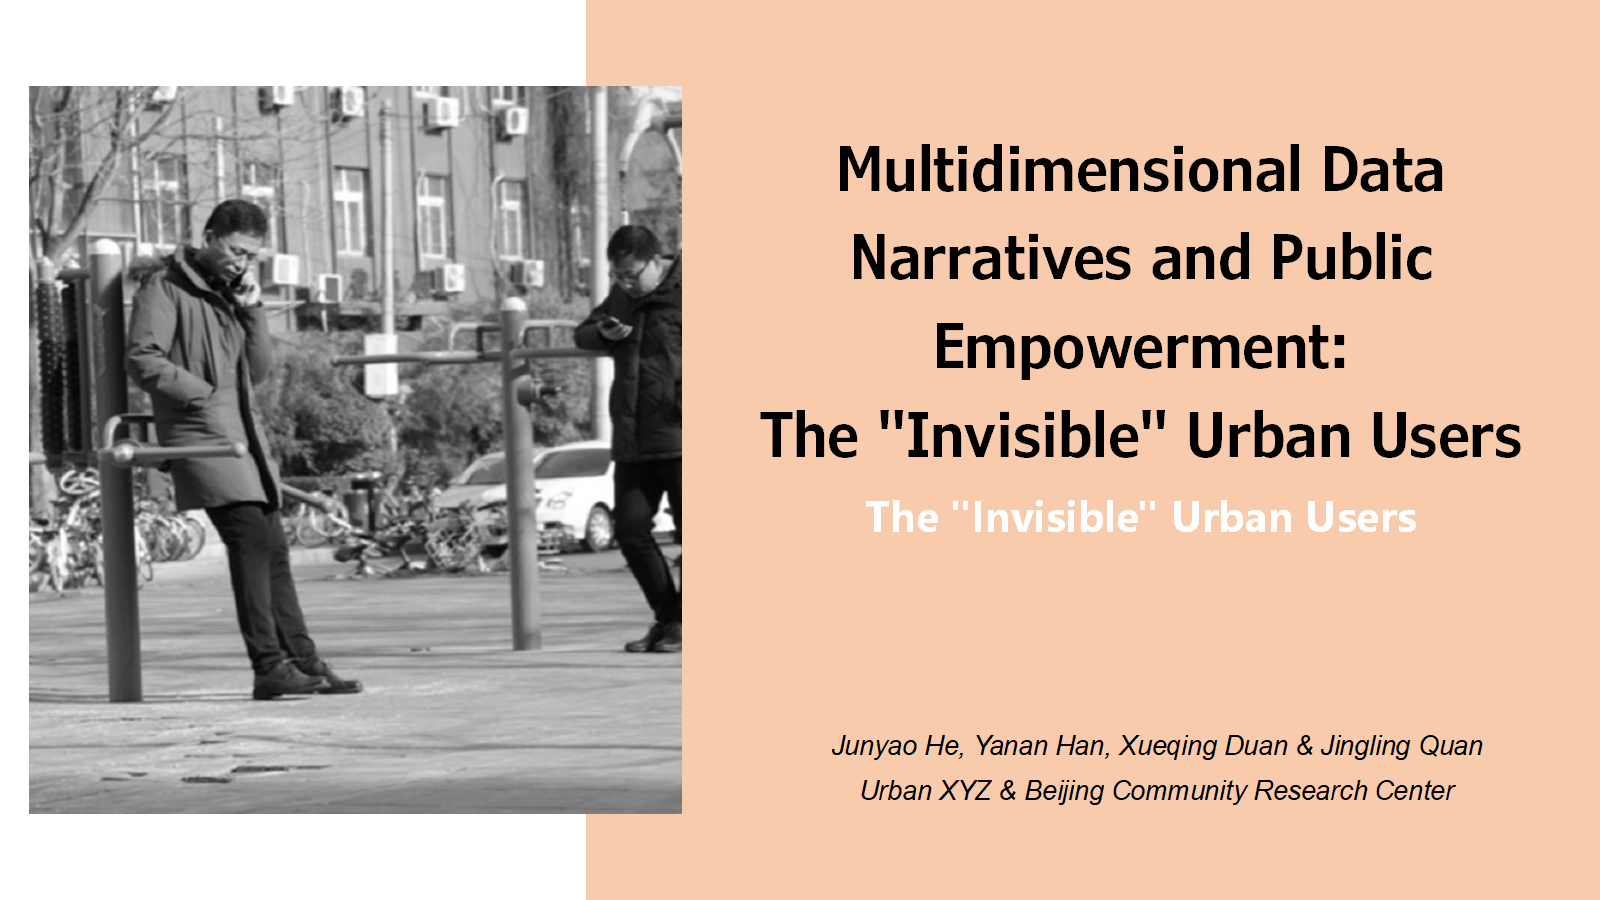 Multidimensional Data
Narratives and Public
Empowerment:
The "Invisible" Urban Users
The "Invisible" Urban Users
Junyao He, Yanan Han, Xueqing Duan & Jingling Quan
Urban XYZ & Beijing Community Research Center